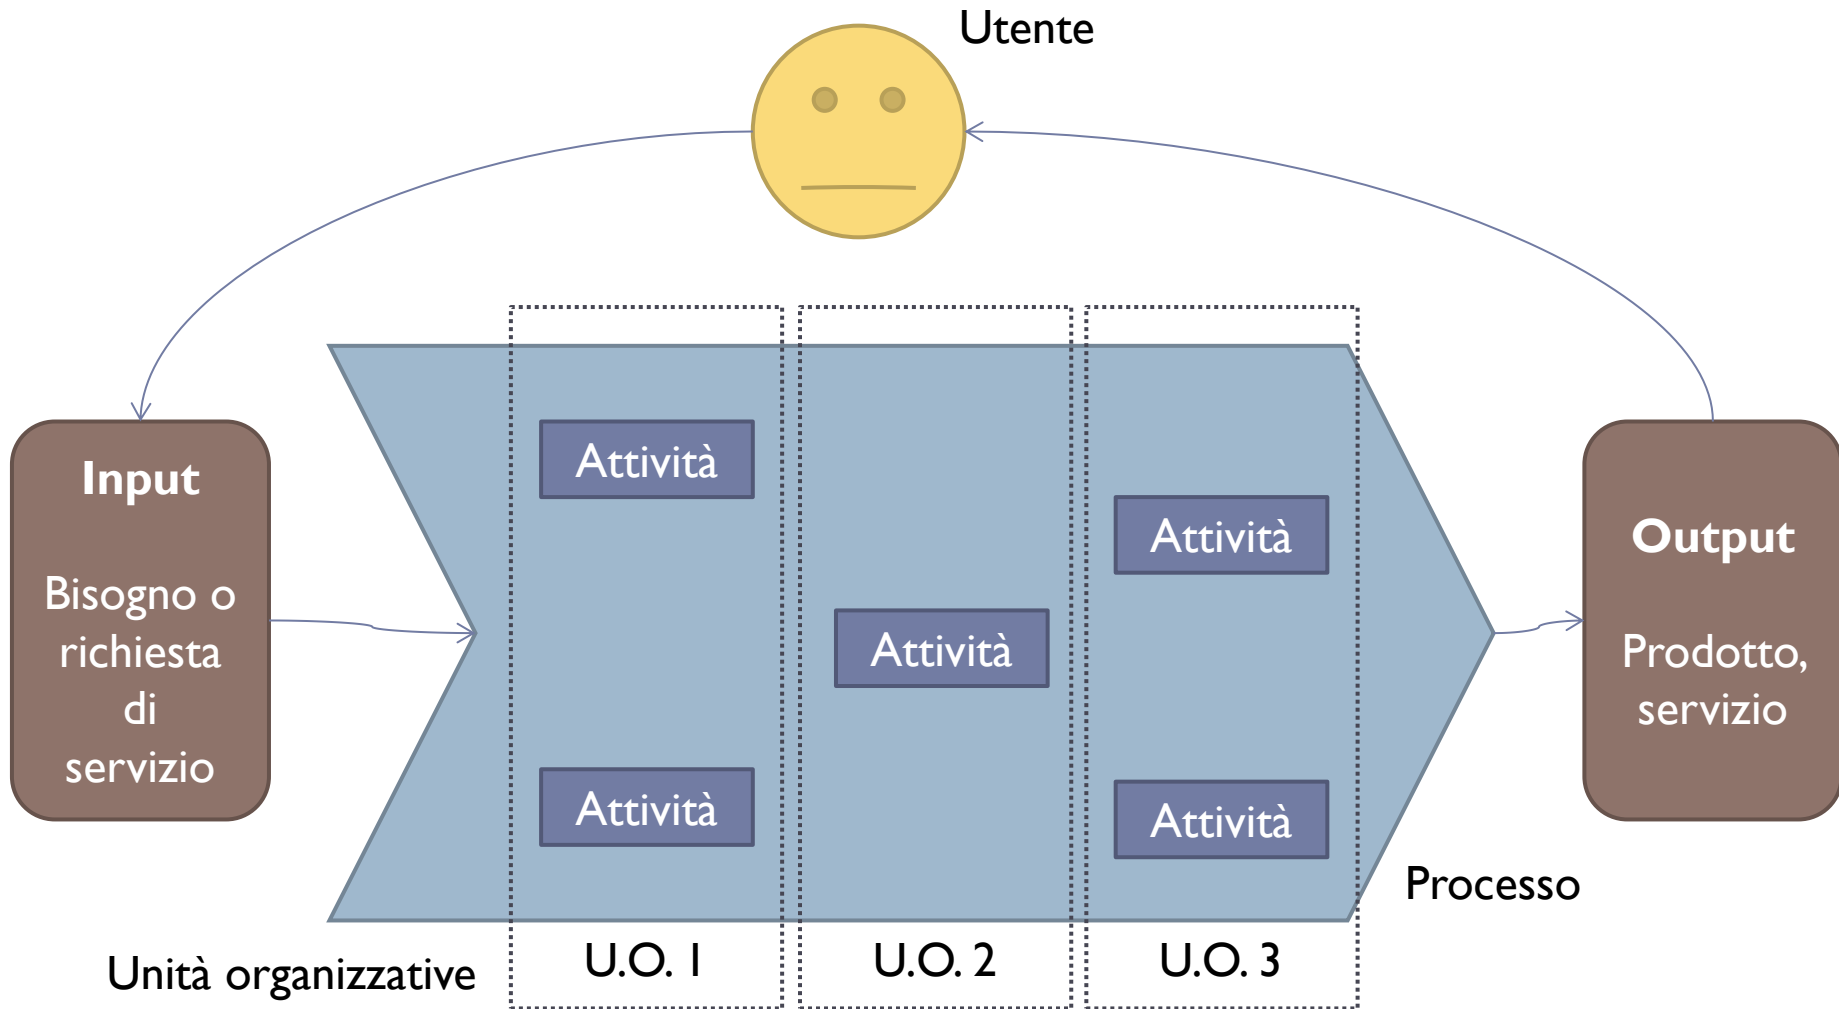 Utente
Input
Bisogno o
richiesta
di
servizio
Attività
Attività
Attività
Attività
Attività
Output
Prodotto,
servizio
Processo
Unità organizzative
U.O. 1
U.O. 2
U.O. 3